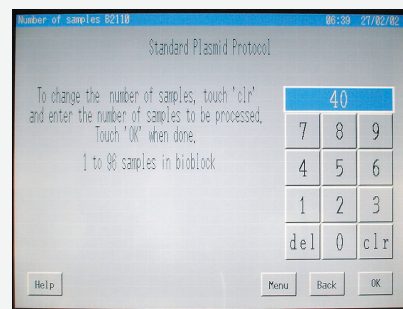 Number of samples B2110 06:39 27/02/02
Standard Plasmid Protocol
To change the number of samples, touch 'clr'
and enter the number of samples to be processed.
Touch 'OK' when done.
1 to 96 samples in bioblock
40
7 8 9
4 5 6
1 2 3
del 0 clr
Help Menu Back OK